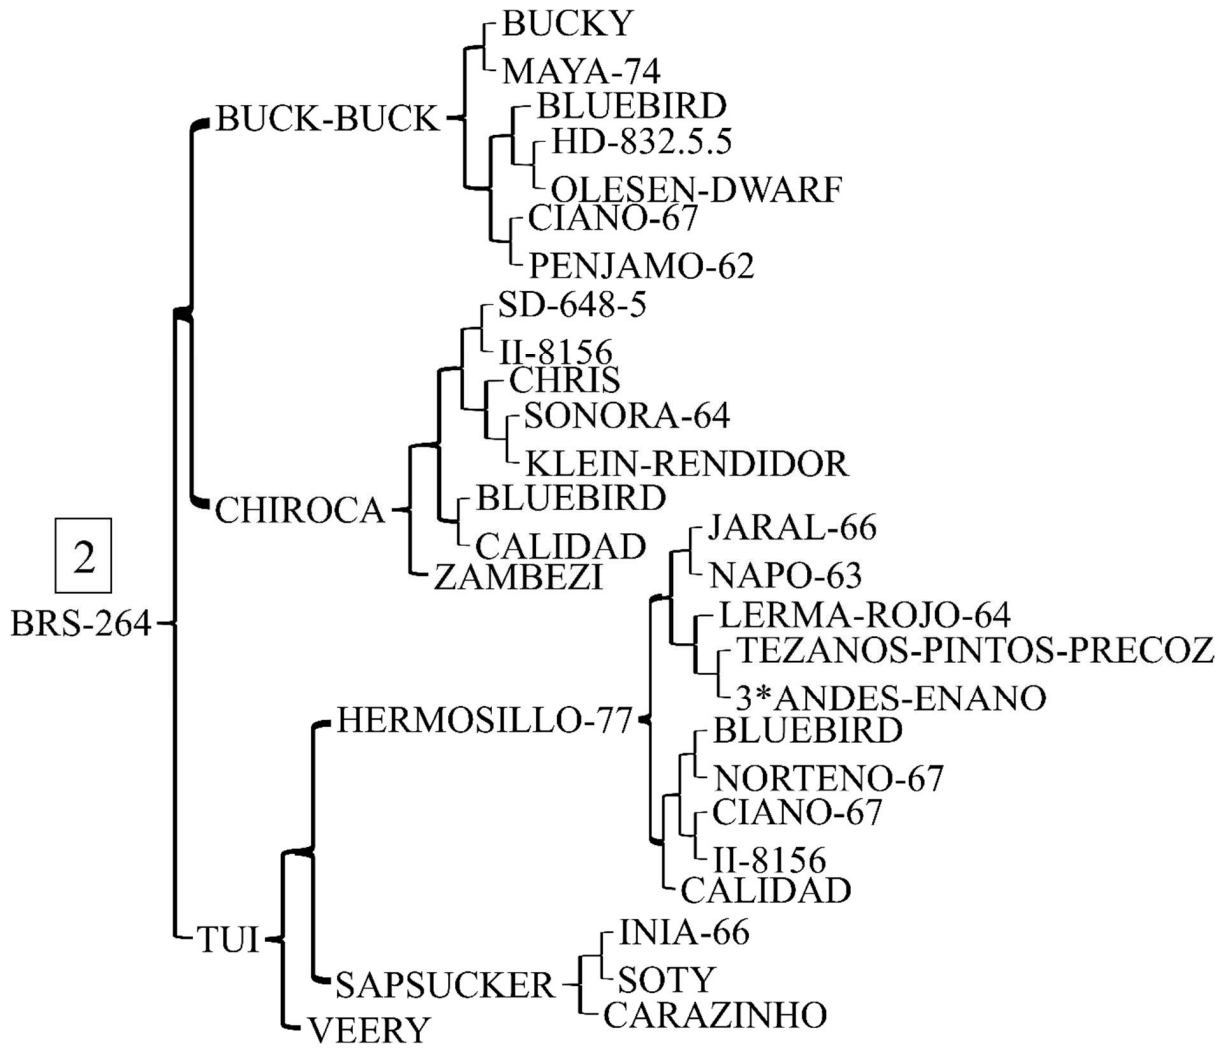 BUCKY
MAYA-74
BLUEBIRD
BUCK-BUCK
HD-832.5.5
OLESEN-DWARF
CIANO-67
PENJAMO-62
SD-648-5
II-8156
CHRIS
SONORA-64
KLEIN-RENDIDOR
BLUEBIRD
CHIROCA
CALIDAD
ZAMBEZI
JARAL-66
NAPO-63
2
BRS-264
LERMA-ROJO-64
TEZANOS-PINTOS-PRECOZ
3*ANDES-ENANO
HERMOSILLO-77
BLUEBIRD
NORTENO-67
CIANO-67
II-8156
CALIDAD
INIA-66
TUI
SOTY
SAPSUCKER
CARAZINHO
VEERY